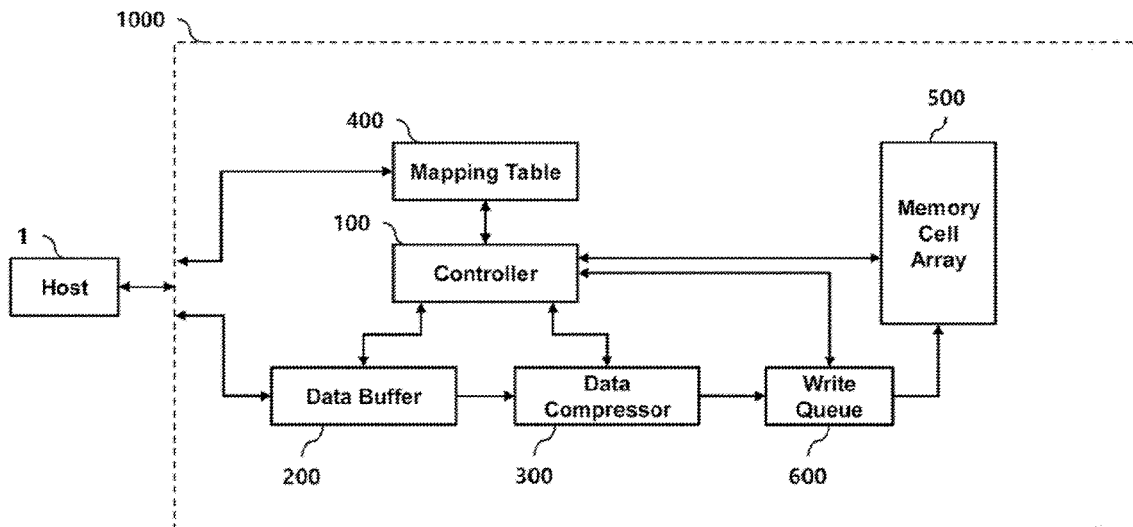 1000
500
400
Mapping Table
Memory
Cell
Array
100
1
Controller
Host
Data Buffer
Data
Compressor
Write
Queue
200
300
600